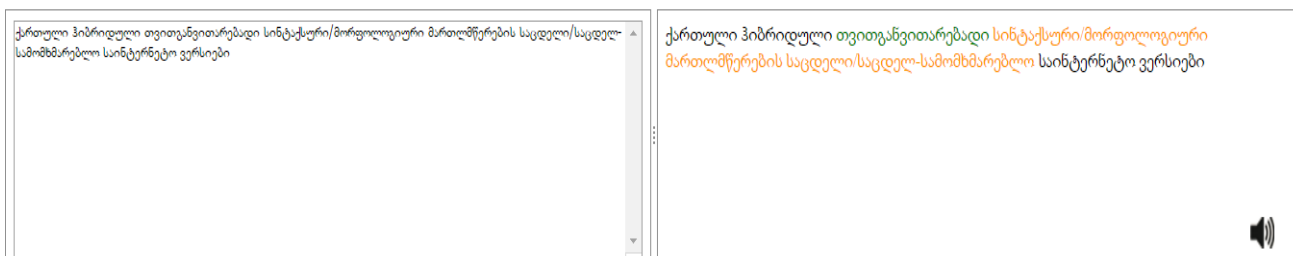 ქართული ჰიბრიდული თვითგანვითარებადი სინტაქსური/მორფოლოგიური მართლმწერების საცდელი/საცდელ-
სამომხმარებლო საინტერნეტო ვერსიები
ქართული ჰიბრიდული თვითგანვითარებადი სინტაქსური/მორფოლოგიური
მართლმწერების საცდელი/საცდელ-სამომხმარებლო საინტერნეტო ვერსიები